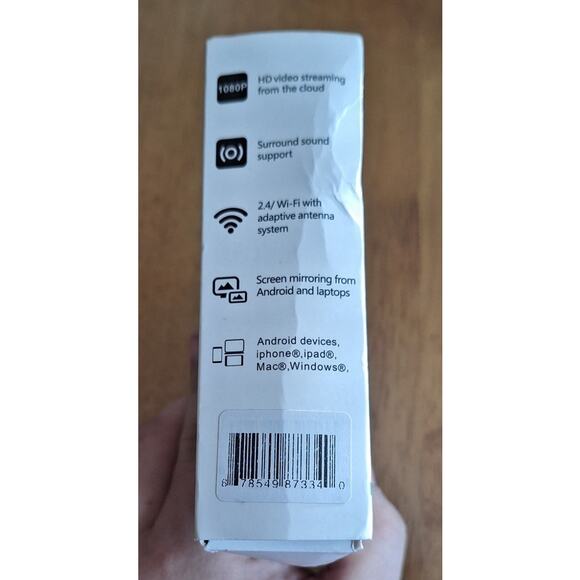 1080P
HD video streaming
from the cloud
Surround sound
support
2.4/ Wi-Fi with
adaptive antenna
system
Screen mirroring from
Android and laptops
Android devices,
iphone®,ipad®,
Mac®,Windows®,
6 78549 87334 0